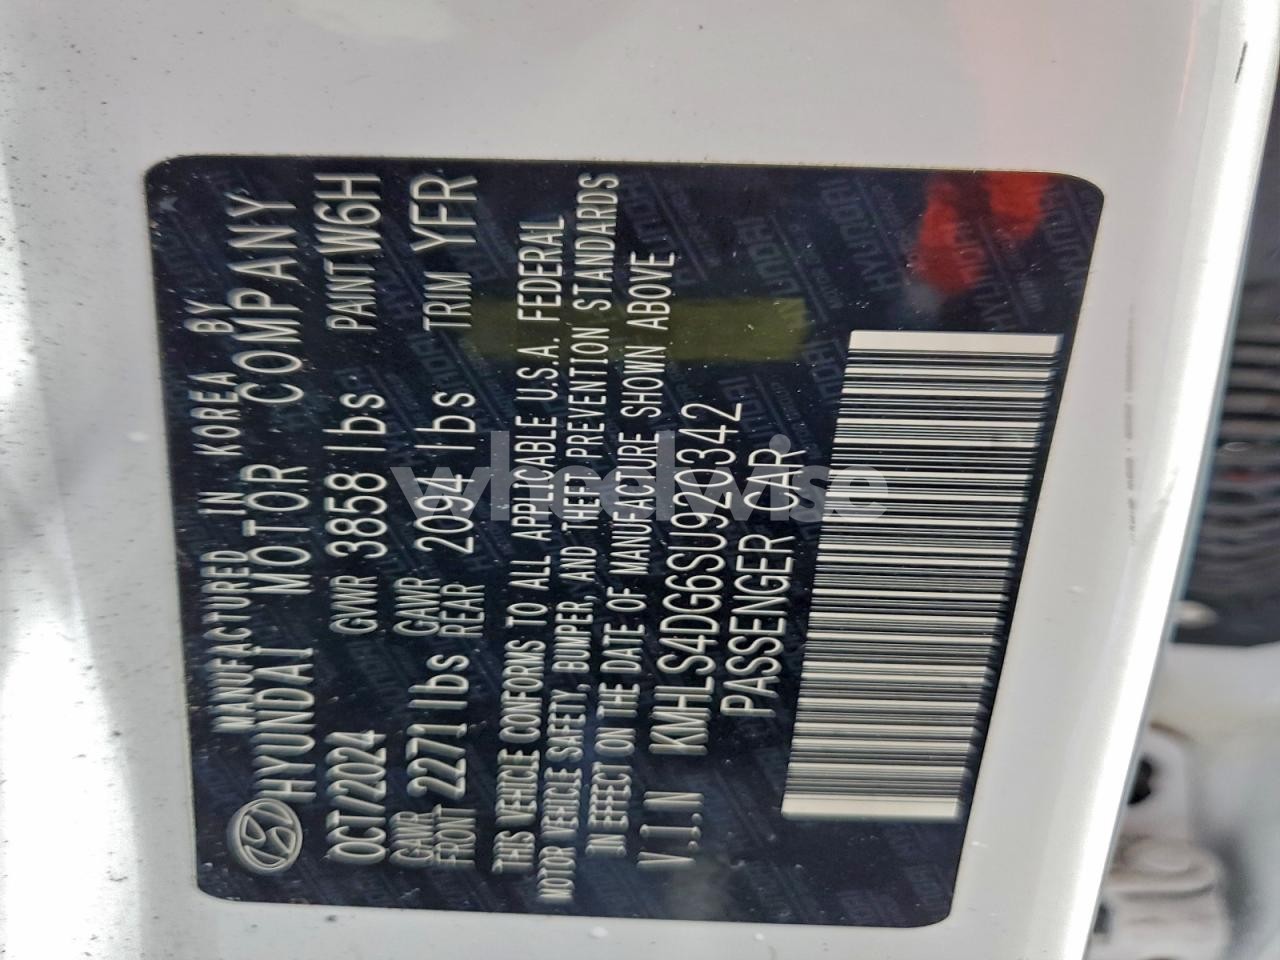 MANUFACTURED IN KOREA BY
HYUNDAI MOTOR COMPANY
OCT/2024 GVWR 3858 lbs PAINT W6H
GAWR FRONT 2271 lbs GAWR REAR 2094 lbs TRIM YFR
THIS VEHICLE CONFORMS TO ALL APPLICABLE U.S.A. FEDERAL
MOTOR VEHICLE SAFETY, BUMPER, AND THEFT PREVENTION STANDARDS
IN EFFECT ON THE DATE OF MANUFACTURE SHOWN ABOVE
V.I.N KMHLS4DG6SU920342
PASSENGER CAR
wheelwise